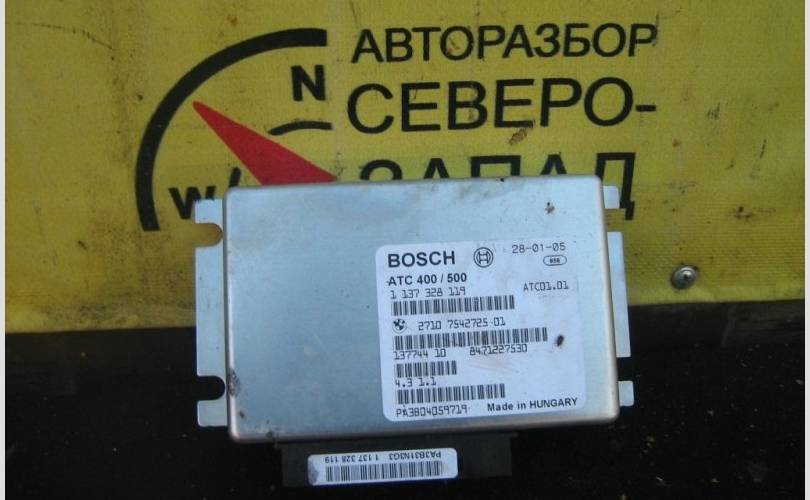 АВТОРАЗБОР
N
СЕВЕРО-
ЗАПАД
W
BOSCH
28-01-05
ATC 400 / 500
1 137 328 119
ATC01.01
2710 7542725 01
137744 10 8471227530
4.3 1.1
PA3804059719
Made in HUNGARY
PA3B31N3G3 1 137 328 119